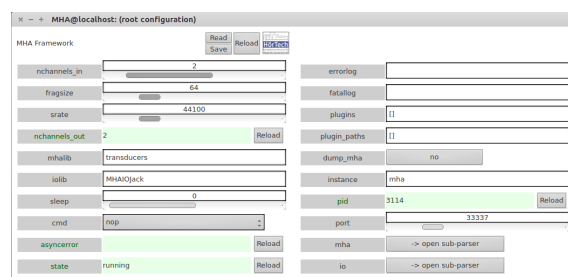 MHA@localhost: (root configuration)
MHA Framework
Read
Save
Reload
HörTech
nchannels_in 2
fragsize 64
srate 44100
nchannels_out 2 Reload
mhalib transducers
iolib MHAIOJack
sleep 0
cmd nop
asyncerror Reload
state running Reload
errorlog
fatallog
plugins []
plugin_paths []
dump_mha no
instance mha
pid 3114 Reload
port 33337
mha -> open sub-parser
io -> open sub-parser